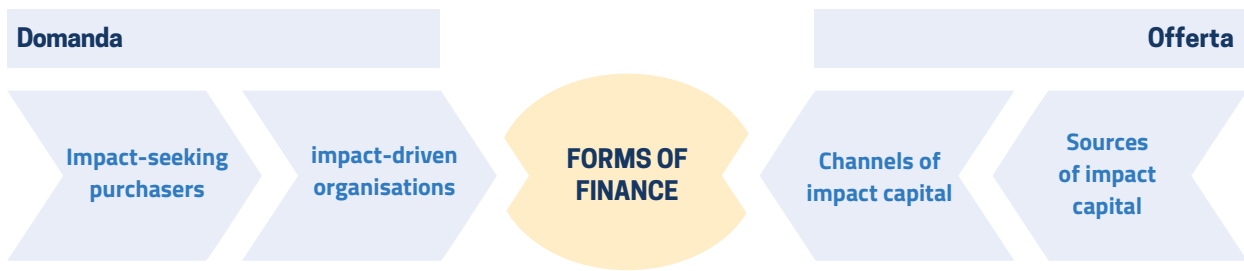 Domanda
Offerta
Impact-seeking
purchasers
impact-driven
organisations
FORMS OF
FINANCE
Channels of
impact capital
Sources
of impact
capital